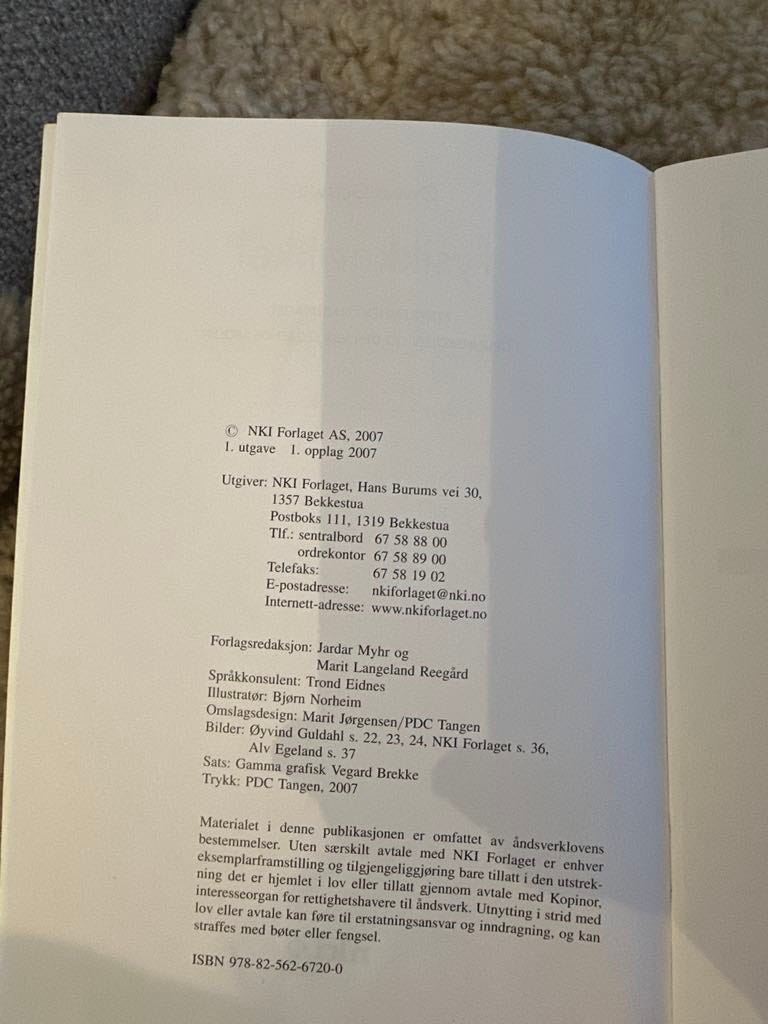 © NKI Forlaget AS, 2007
1. utgave 1. opplag 2007
Utgiver: NKI Forlaget, Hans Burums vei 30,
1357 Bekkestua
Postboks 111, 1319 Bekkestua
Tlf.: sentralbord 67 58 88 00
ordrekontor 67 58 89 00
Telefaks: 67 58 19 02
E-postadresse: nkiforlaget@nki.no
Internett-adresse: www.nkiforlaget.no
Forlagsredaksjon: Jardar Myhr og
Marit Langeland Reegård
Språkkonsulent: Trond Eidnes
Illustratør: Bjørn Norheim
Omslagsdesign: Marit Jørgensen/PDC Tangen
Bilder: Øyvind Guldahl s. 22, 23, 24, NKI Forlaget s. 36,
Alv Egeland s. 37
Sats: Gamma grafisk Vegard Brekke
Trykk: PDC Tangen, 2007
Materialet i denne publikasjonen er omfattet av åndsverklovens
bestemmelser. Uten særskilt avtale med NKI Forlaget er enhver
eksemplarframstilling og tilgjengeliggjøring bare tillatt i den utstrek-
ning det er hjemlet i lov eller tillatt gjennom avtale med Kopinor,
interesseorgan for rettighetshavere til åndsverk. Utnytting i strid med
lov eller avtale kan føre til erstatningsansvar og inndragning, og kan
straffes med bøter eller fengsel.
ISBN 978-82-562-6720-0